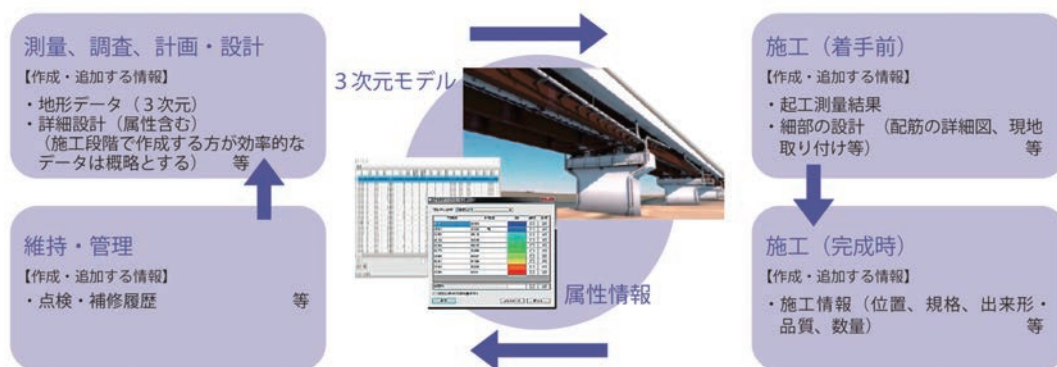 測量、調査、計画・設計
【作成・追加する情報】
・地形データ（3次元）
・詳細設計（属性含む）
（施工段階で作成する方が効率的な
データは概略とする） 等
維持・管理
【作成・追加する情報】
・点検・補修履歴 等
3次元モデル
属性情報
施工（着手前）
【作成・追加する情報】
・起工測量結果
・細部の設計 （配筋の詳細図、現地
取り付け等） 等
施工（完成時）
【作成・追加する情報】
・施工情報（位置、規格、出来形・
品質、数量） 等